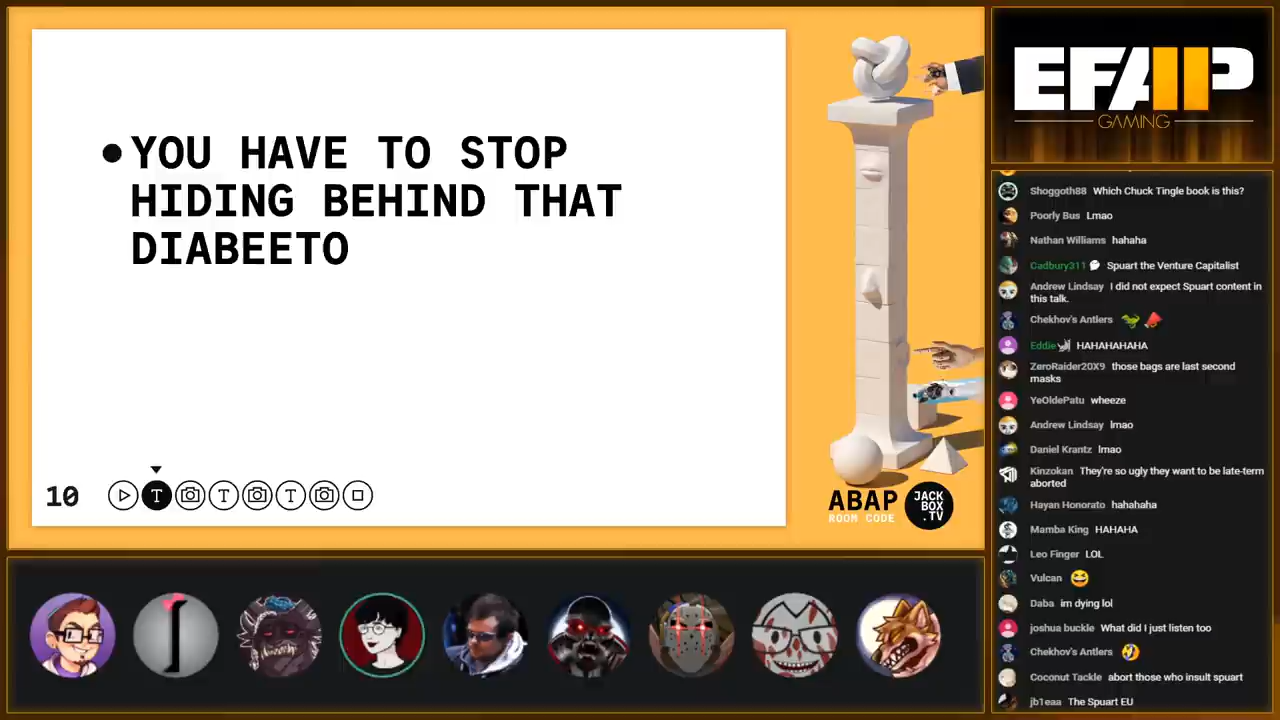 •YOU HAVE TO STOP
HIDING BEHIND THAT
DIABEETO
10
T
T
T
ABAP
ROOM CODE
JACK
BOX
.TV
EFAP
GAMING
Shoggoth88 Which Chuck Tingle book is this?
Poorly Bus Lmao
Nathan Williams hahaha
Cadbury311 Spuart the Venture Capitalist
Andrew Lindsay I did not expect Spuart content in
this talk.
Chekhov's Antlers
Eddie HAHAHAHAHA
ZeroRaider20X9 those bags are last second
masks
YeOldePatu wheeze
Andrew Lindsay lmao
Daniel Krantz lmao
Kinzokan They're so ugly they want to be late-term
aborted
Hayan Honorato hahahaha
Mamba King HAHAHA
Leo Finger LOL
Vulcan
Daba im dying lol
joshua buckle What did I just listen too
Chekhov's Antlers
Coconut Tackle abort those who insult spuart
jb1eaa The Spuart EU